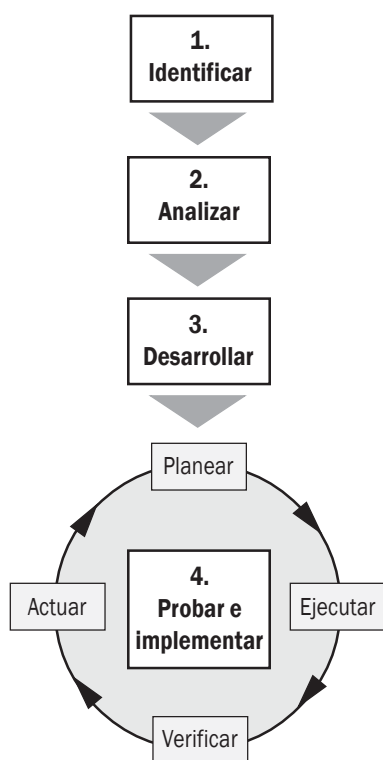 1.
Identificar
2.
Analizar
3.
Desarrollar
Planear
Actuar
4.
Probar e
implementar
Ejecutar
Verificar